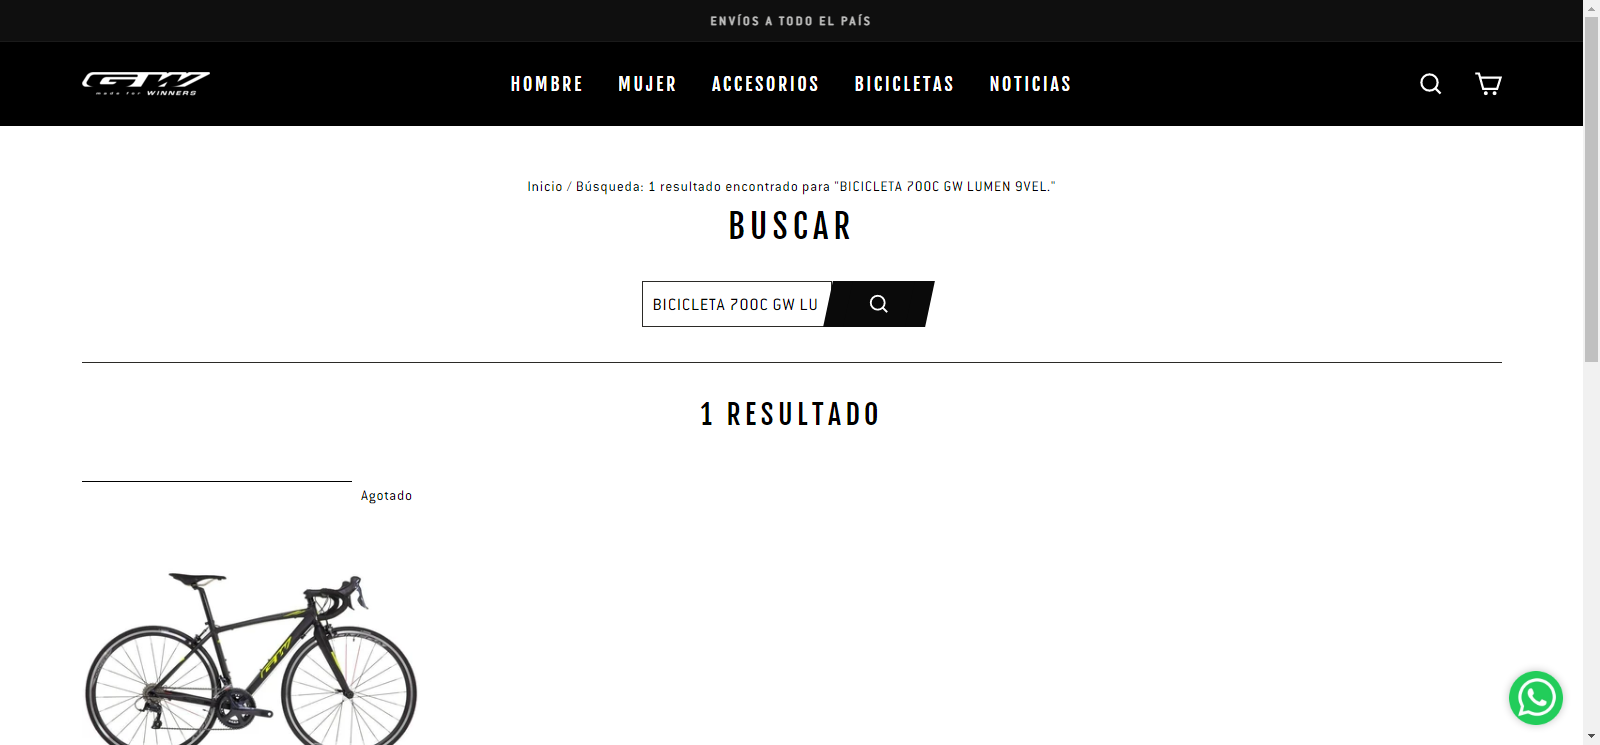 ENVÍOS A TODO EL PAÍS
GW
made for WINNERS
HOMBRE MUJER ACCESORIOS BICICLETAS NOTICIAS
Inicio / Búsqueda: 1 resultado encontrado para "BICICLETA 700C GW LUMEN 9VEL."
BUSCAR
BICICLETA 700C GW LU
1 RESULTADO
Agotado
GW